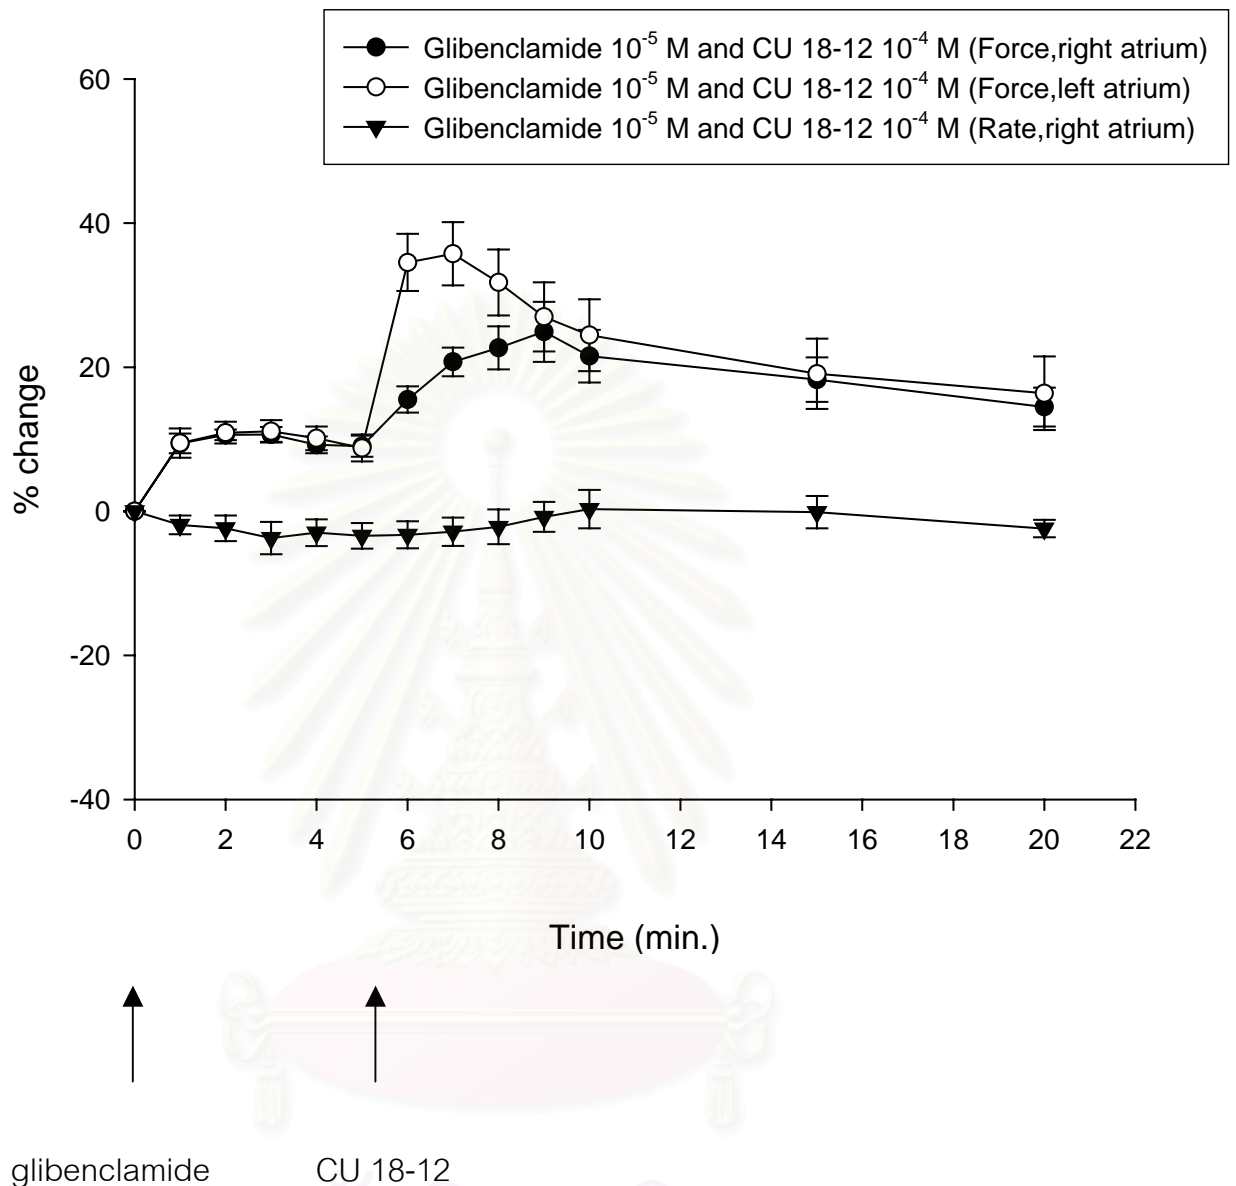 Glibenclamide 10⁻⁵ M and CU 18-12 10⁻⁴ M (Force,right atrium)
Glibenclamide 10⁻⁵ M and CU 18-12 10⁻⁴ M (Force,left atrium)
Glibenclamide 10⁻⁵ M and CU 18-12 10⁻⁴ M (Rate,right atrium)
60
40
20
0
-20
-40
% change
0 2 4 6 8 10 12 14 16 18 20 22
Time (min.)
glibenclamide CU 18-12